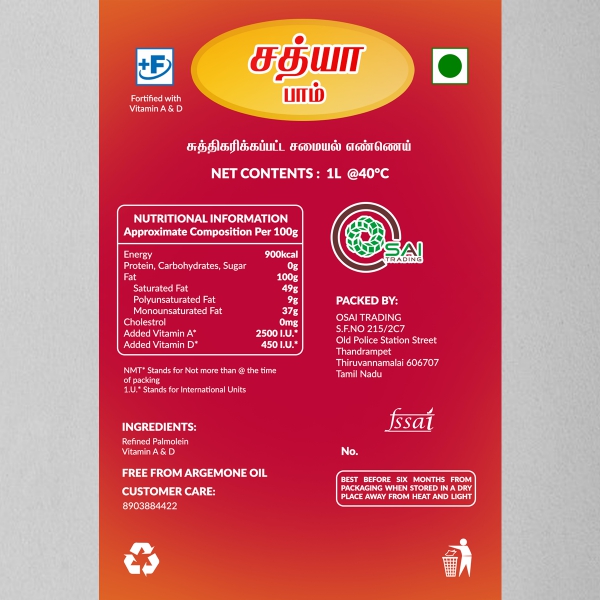 +F
Fortified with
Vitamin A & D
சத்யா
பாம்
சுத்திகரிக்கப்பட்ட சமையல் எண்ணெய்
NET CONTENTS : 1L @40°C
NUTRITIONAL INFORMATION
Approximate Composition Per 100g
Energy 900kcal
Protein, Carbohydrates, Sugar 0g
Fat 100g
Saturated Fat 49g
Polyunsaturated Fat 9g
Monounsaturated Fat 37g
Cholestrol 0mg
Added Vitamin A* 2500 I.U.*
Added Vitamin D* 450 I.U.*
NMT* Stands for Not more than @ the time
of packing
1.U.* Stands for International Units
INGREDIENTS:
Refined Palmolein
Vitamin A & D
FREE FROM ARGEMONE OIL
CUSTOMER CARE:
8903884422
OSAI
TRADING
PACKED BY:
OSAI TRADING
S.F.NO 215/2C7
Old Police Station Street
Thandrampet
Thiruvannamalai 606707
Tamil Nadu
fssai
No.
BEST BEFORE SIX MONTHS FROM
PACKAGING WHEN STORED IN A DRY
PLACE AWAY FROM HEAT AND LIGHT